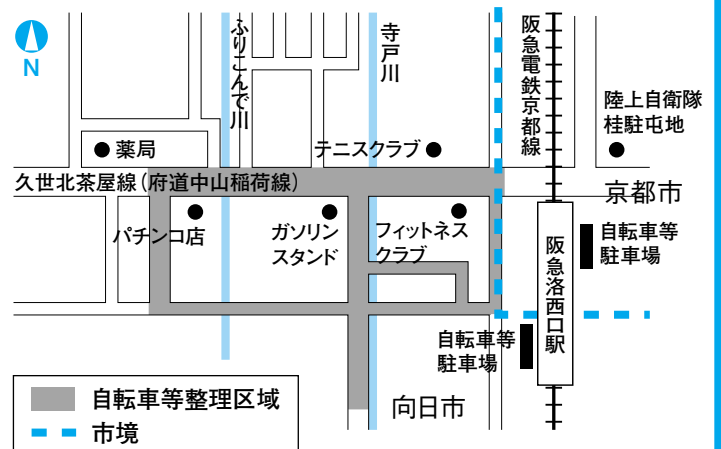 N
ふりこんで川
寺戸川
阪急電鉄京都線
陸上自衛隊
桂駐屯地
薬局
テニスクラブ
久世北茶屋線(府道中山稲荷線)
京都市
パチンコ店
ガソリン
スタンド
フィットネス
クラブ
阪急洛西口駅
自転車等
駐車場
自転車等
駐車場
向日市
自転車等整理区域
市境